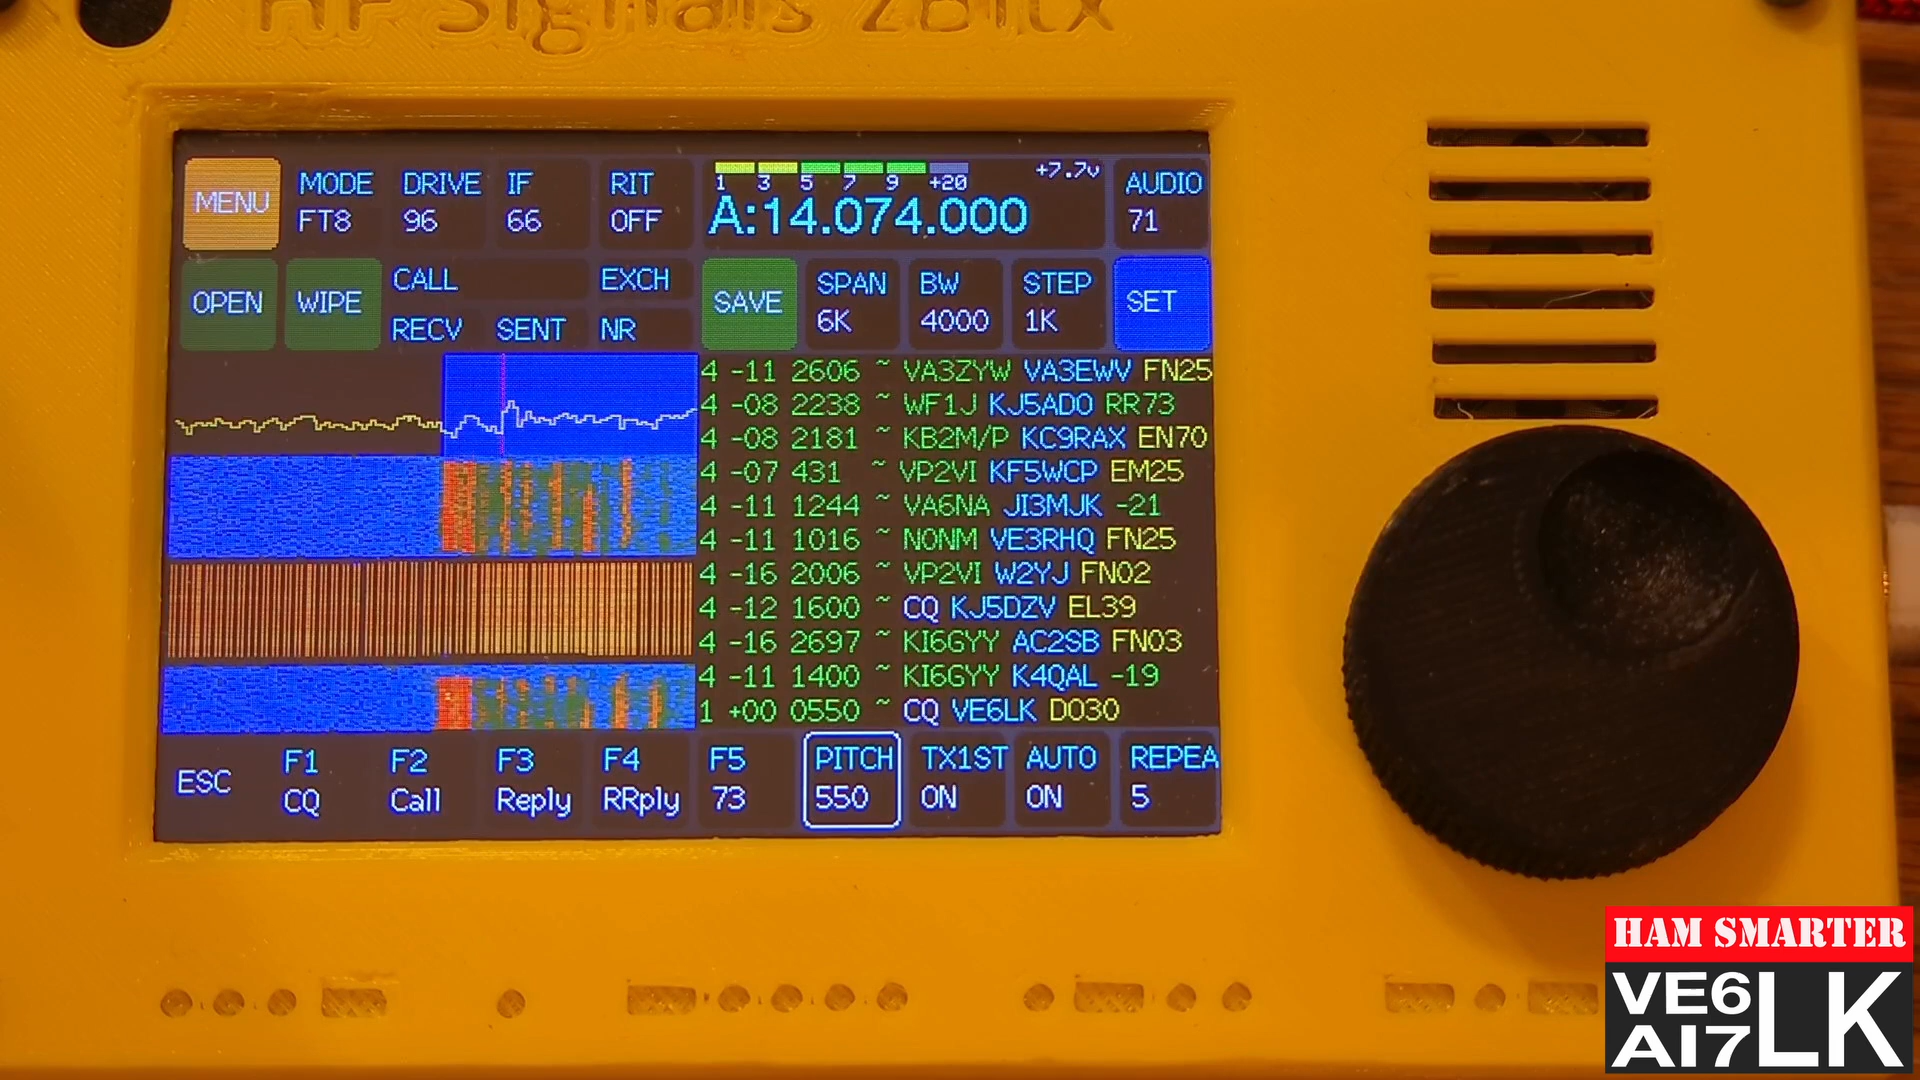 HF Signals zBitx
MENU
MODE
FT8
DRIVE
96
IF
66
RIT
OFF
1 3 5 7 9 +20
+7.7v
A:14.074.000
AUDIO
71
OPEN
WIPE
CALL
EXCH
RECV
SENT
NR
SAVE
SPAN
6K
BW
4000
STEP
1K
SET
4 -11 2606 ~ VA3ZYW VA3EWV FN25
4 -08 2238 ~ WF1J KJ5ADO RR73
4 -08 2181 ~ KB2M/P KC9RAX EN70
4 -07 431 ~ VP2VI KF5WCP EM25
4 -11 1244 ~ VA6NA JI3MJK -21
4 -11 1016 ~ N0NM VE3RHQ FN25
4 -16 2006 ~ VP2VI W2YJ FN02
4 -12 1600 ~ CQ KJ5DZV EL39
4 -16 2697 ~ KI6GYY AC2SB FN03
4 -11 1400 ~ KI6GYY K4QAL -19
1 +00 0550 ~ CQ VE6LK DO30
ESC
F1
CQ
F2
Call
F3
Reply
F4
RRply
F5
73
PITCH
550
TX1ST
ON
AUTO
ON
REPEA
5
HAM SMARTER
VE6
AI7
LK